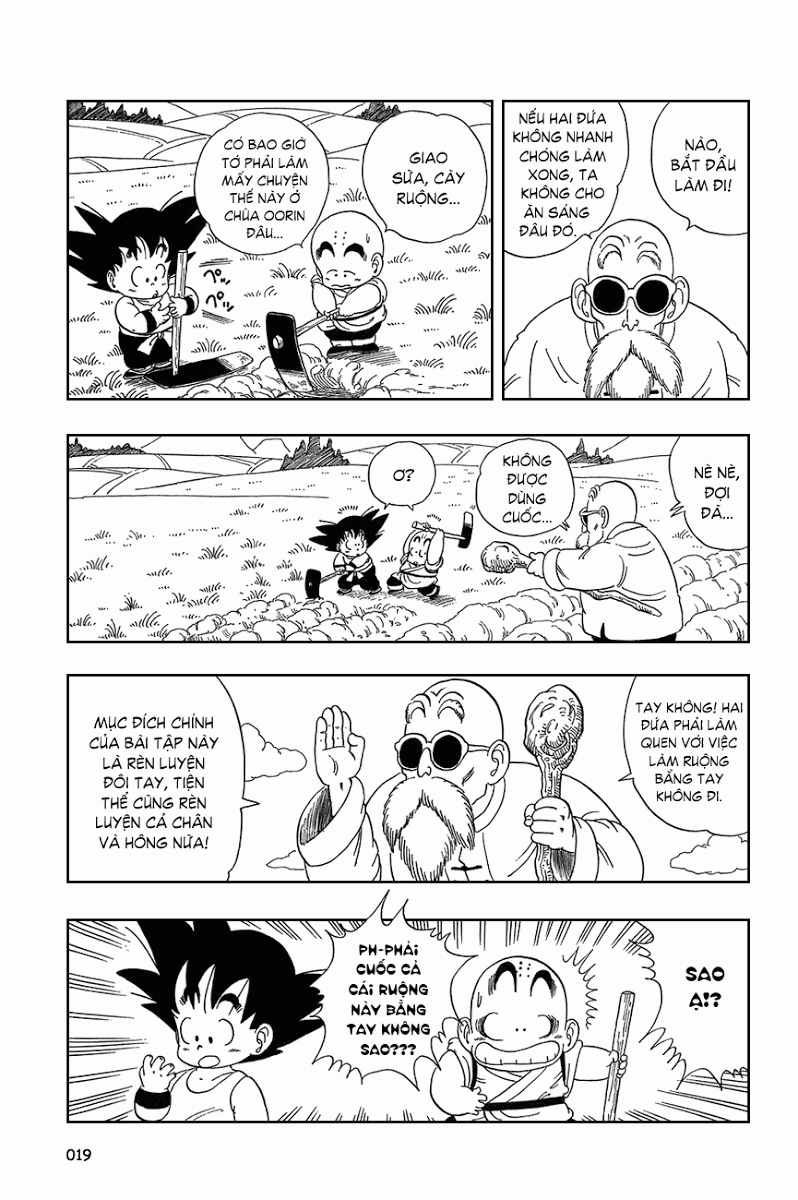 NÀO,
BẮT ĐẦU
LÀM ĐI!
NẾU HAI ĐỨA
KHÔNG NHANH
CHÓNG LÀM
XONG, TA
KHÔNG CHO
ĂN SÁNG
ĐÂU ĐÓ.
GIAO
SỮA, CÀY
RUỘNG...
CÓ BAO GIỜ
TỚ PHẢI LÀM
MẤY CHUYỆN
THẾ NÀY Ở
CHÙA OORIN
ĐÂU...
ペッ
ペッ
NÈ NÈ,
ĐỢI
ĐÃ...
KHÔNG
ĐƯỢC
DÙNG
CUỐC...
Ơ?
TAY KHÔNG! HAI
ĐỨA PHẢI LÀM
QUEN VỚI VIỆC
LÀM RUỘNG
BẰNG TAY
KHÔNG ĐI.
MỤC ĐÍCH CHÍNH
CỦA BÀI TẬP NÀY
LÀ RÈN LUYỆN
ĐÔI TAY, TIỆN
THỂ CŨNG RÈN
LUYỆN CẢ CHÂN
VÀ HÔNG NỮA!
SAO
Ạ!?
PH-PHẢI
CUỐC CẢ
CÁI RUỘNG
NÀY BẰNG
TAY KHÔNG
SAO???
019